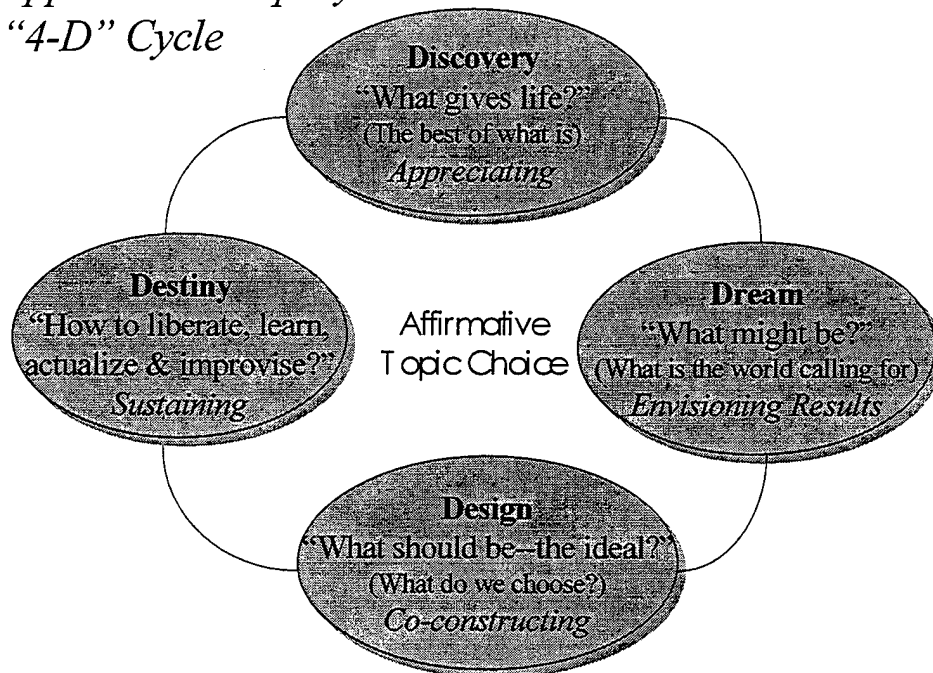 “4-D” Cycle
Discovery
“What gives life?”
(The best of what is)
Appreciating
Destiny
“How to liberate, learn,
actualize & improvise?”
Sustaining
Affirmative
Topic Choice
Dream
“What might be?”
(What is the world calling for)
Envisioning Results
Design
“What should be--the ideal?”
(What do we choose?)
Co-constructing